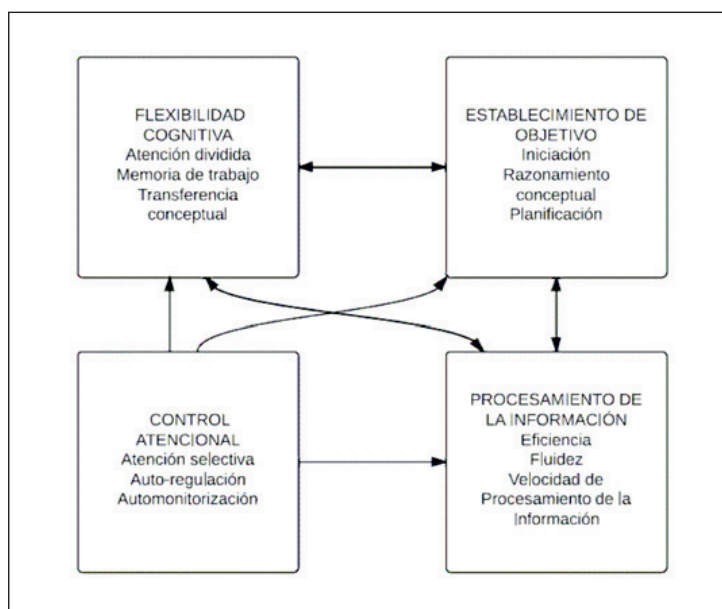 FLEXIBILIDAD
COGNITIVA
Atención dividida
Memoria de trabajo
Transferencia
conceptual
ESTABLECIMIENTO DE
OBJETIVO
Iniciación
Razonamiento
conceptual
Planificación
CONTROL
ATENCIONAL
Atención selectiva
Auto-regulación
Automonitorización
PROCESAMIENTO DE
LA INFORMACIÓN
Eficiencia
Fluidez
Velocidad de
Procesamiento de la
Información